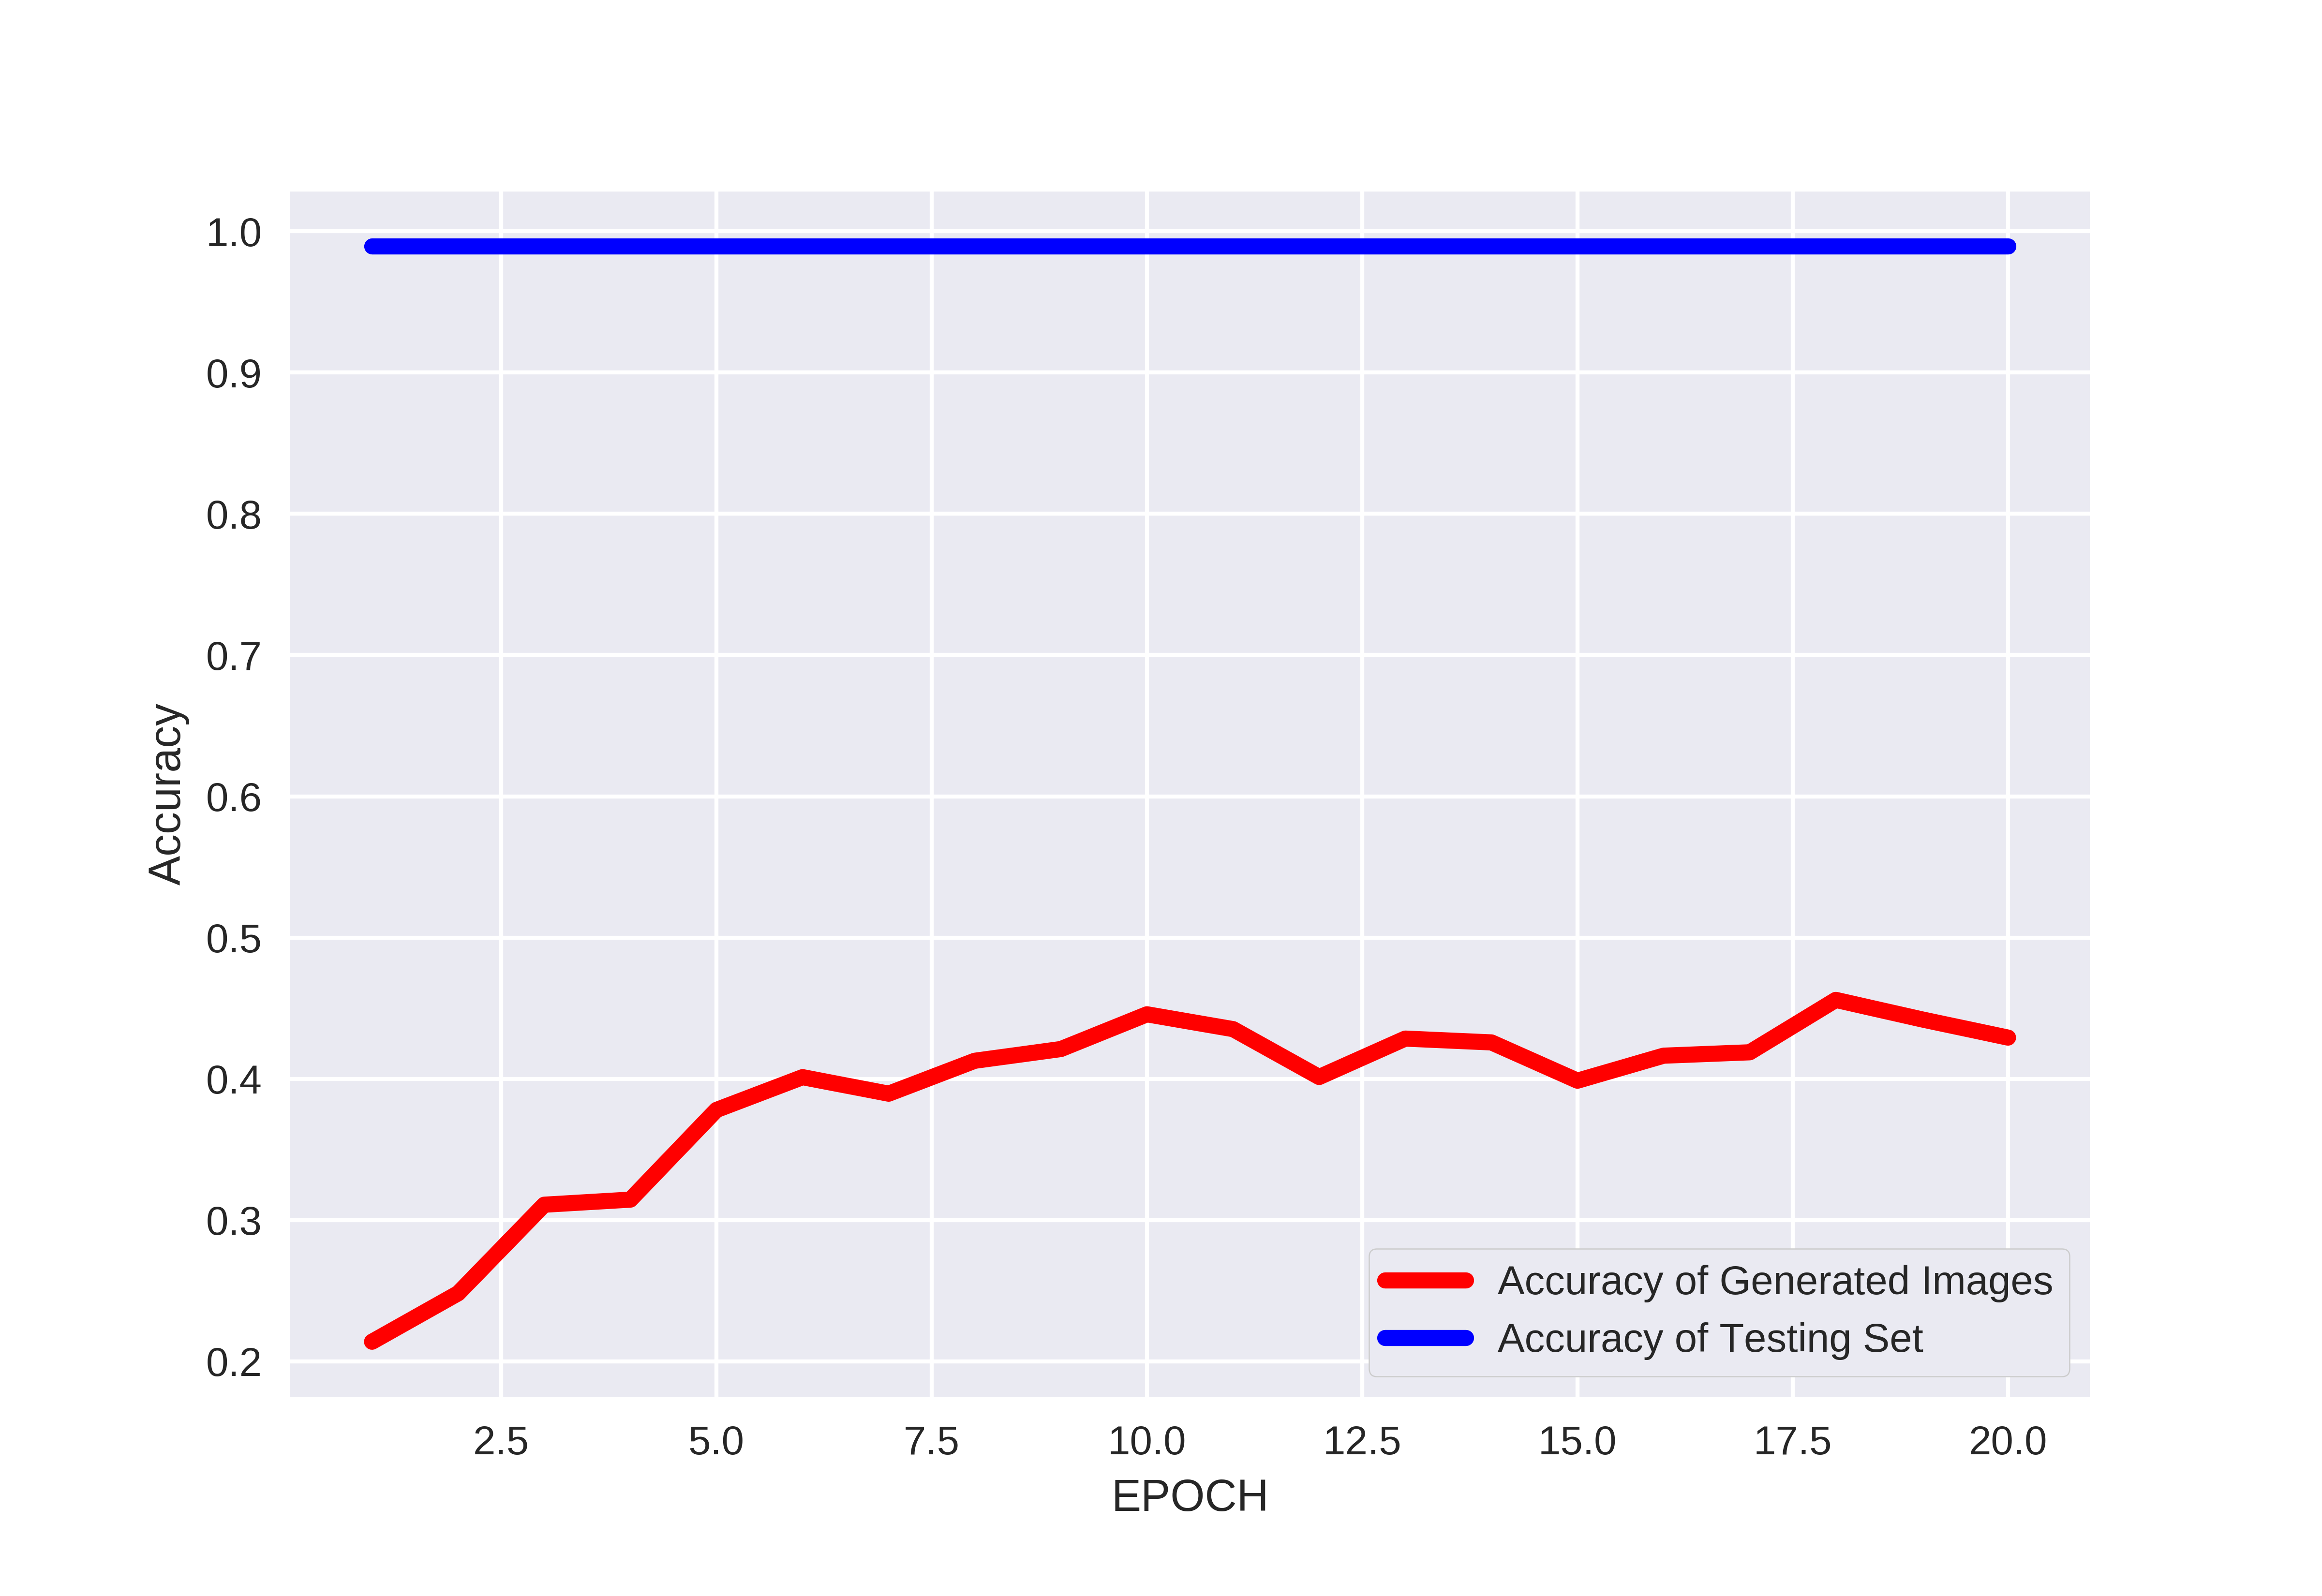 1.0
0.9
0.8
0.7
0.6
0.5
0.4
0.3
0.2
Accuracy
2.5 5.0 7.5 10.0 12.5 15.0 17.5 20.0
EPOCH
Accuracy of Generated Images
Accuracy of Testing Set